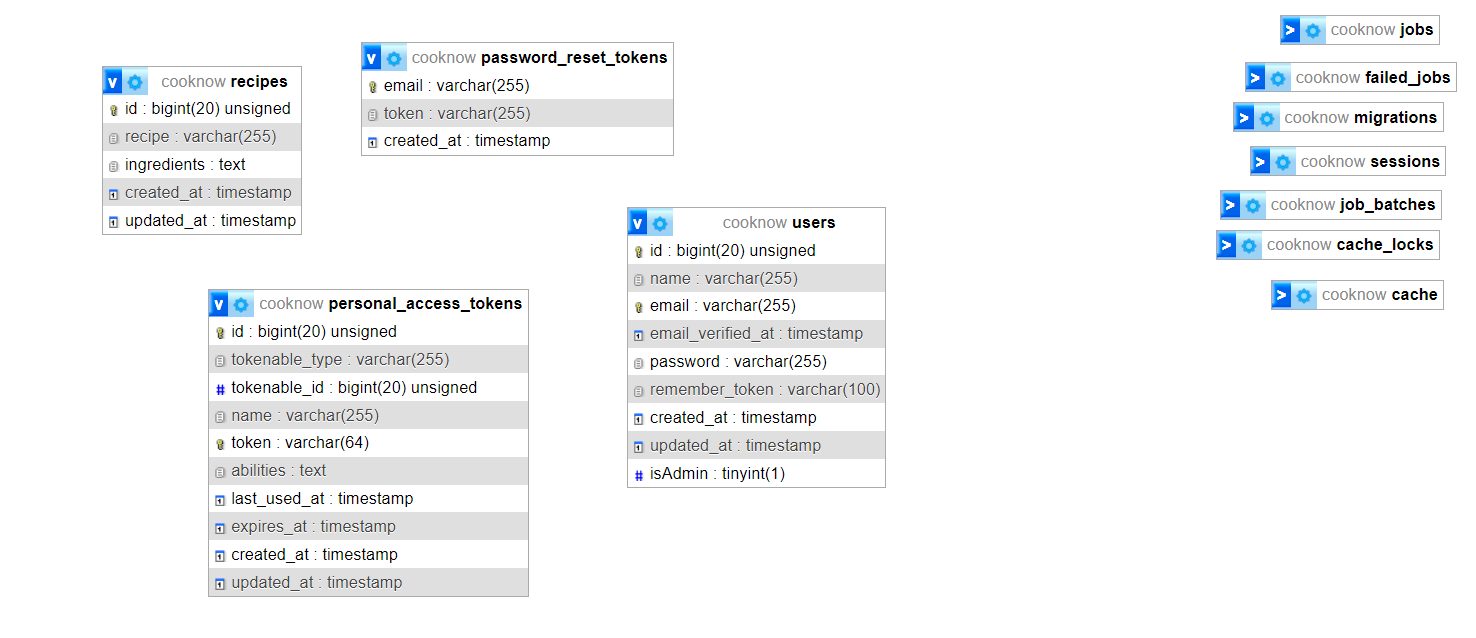 cooknow recipes
id : bigint(20) unsigned
recipe : varchar(255)
ingredients : text
created_at : timestamp
updated_at : timestamp
cooknow password_reset_tokens
email : varchar(255)
token : varchar(255)
created_at : timestamp
cooknow personal_access_tokens
id : bigint(20) unsigned
tokenable_type : varchar(255)
tokenable_id : bigint(20) unsigned
name : varchar(255)
token : varchar(64)
abilities : text
last_used_at : timestamp
expires_at : timestamp
created_at : timestamp
updated_at : timestamp
cooknow users
id : bigint(20) unsigned
name : varchar(255)
email : varchar(255)
email_verified_at : timestamp
password : varchar(255)
remember_token : varchar(100)
created_at : timestamp
updated_at : timestamp
isAdmin : tinyint(1)
cooknow jobs
cooknow failed_jobs
cooknow migrations
cooknow sessions
cooknow job_batches
cooknow cache_locks
cooknow cache